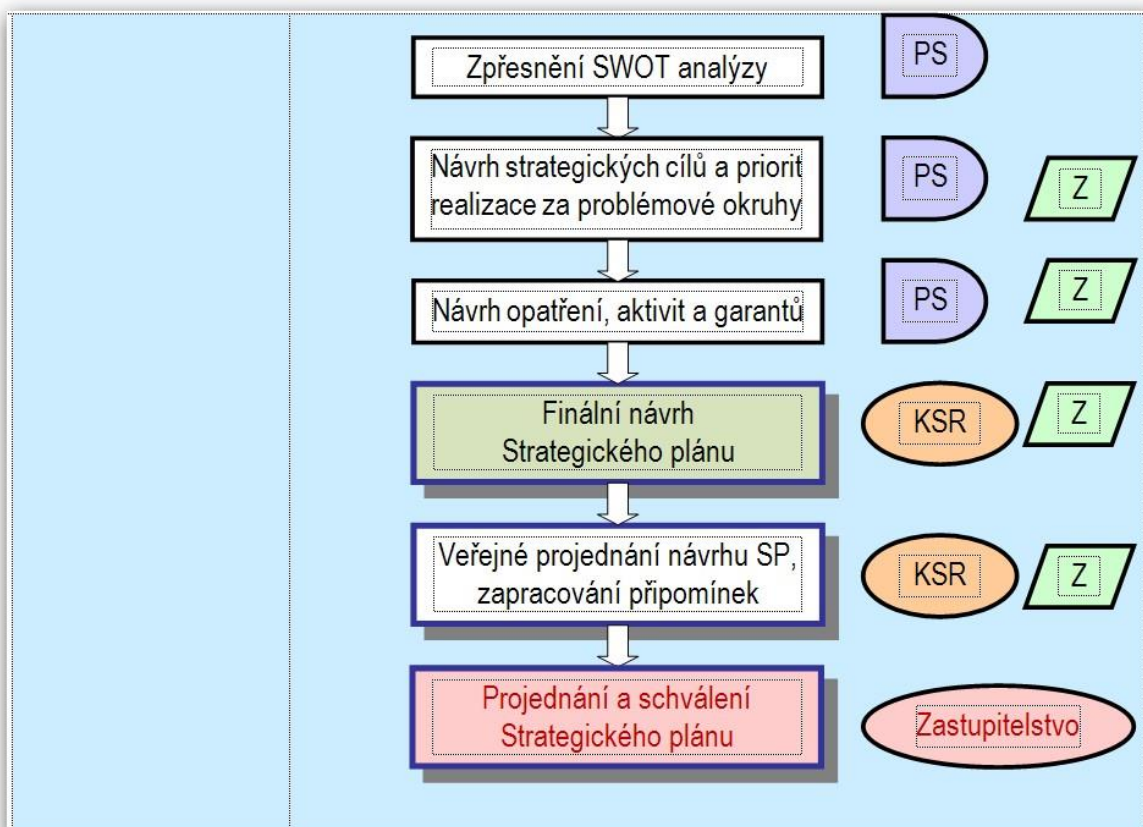 Zpřesnění SWOT analýzy
PS
Návrh strategických cílů a priorit
realizace za problémové okruhy
PS
Z
Návrh opatření, aktivit a garantů
PS
Z
Finální návrh
Strategického plánu
KSR
Z
Veřejné projednání návrhu SP,
zapracování připomínek
KSR
Z
Projednání a schválení
Strategického plánu
Zastupitelstvo